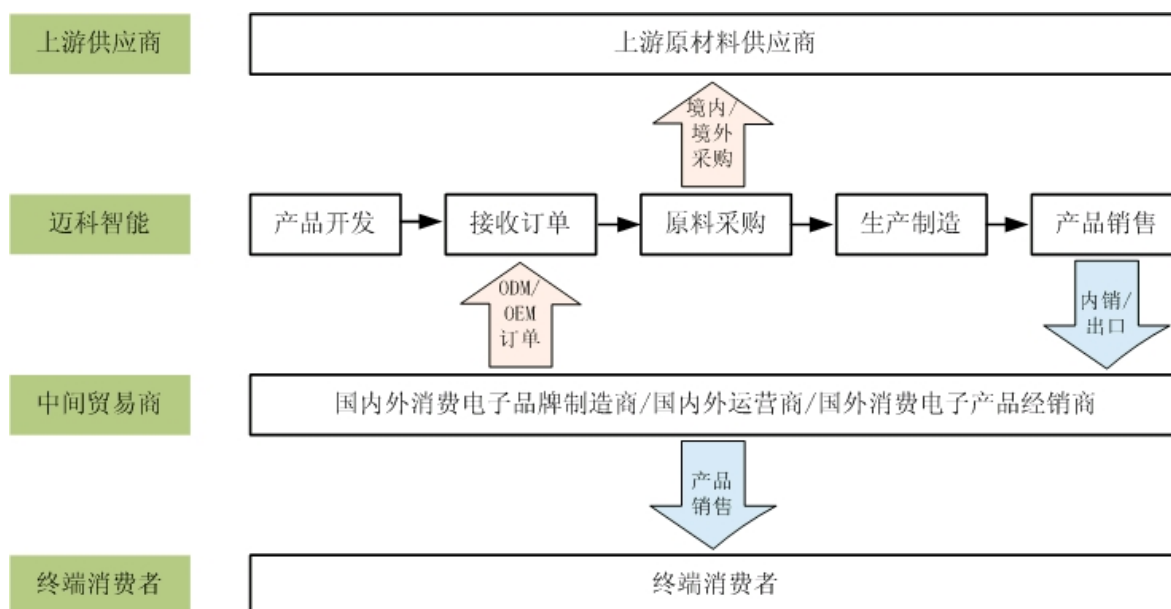 上游供应商
上游原材料供应商
境内/
境外
采购
迈科智能
产品开发
接收订单
原料采购
生产制造
产品销售
ODM/
OEM
订单
内销/
出口
中间贸易商
国内外消费电子品牌制造商/国内外运营商/国外消费电子产品经销商
产品
销售
终端消费者
终端消费者